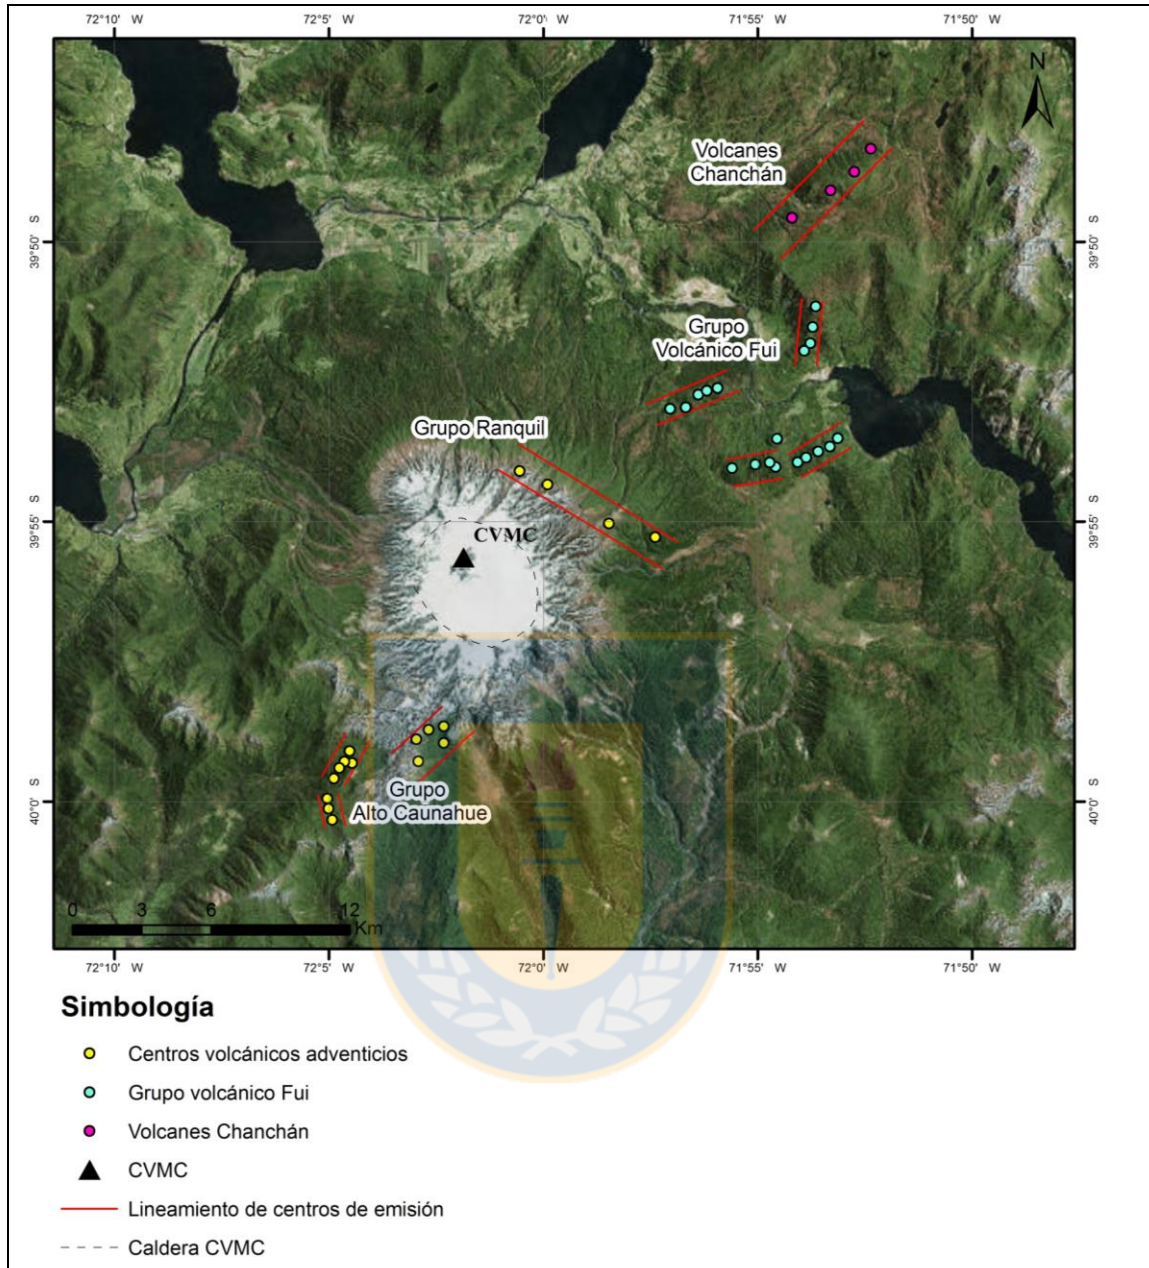 72°10' W 72°5' W 72°0' W 71°55' W 71°50' W
N
Volcanes
Chanchán
39°50' S 39°50' S
Grupo
Volcánico Fui
Grupo Ranquil
39°55' S 39°55' S
CVMC
Grupo
Alto Caunahue
40°0' S 40°0' S
0 3 6 12
Km
72°10' W 72°5' W 72°0' W 71°55' W 71°50' W
Simbología
Centros volcánicos adventicios
Grupo volcánico Fui
Volcanes Chanchán
CVMC
Lineamiento de centros de emisión
Caldera CVMC